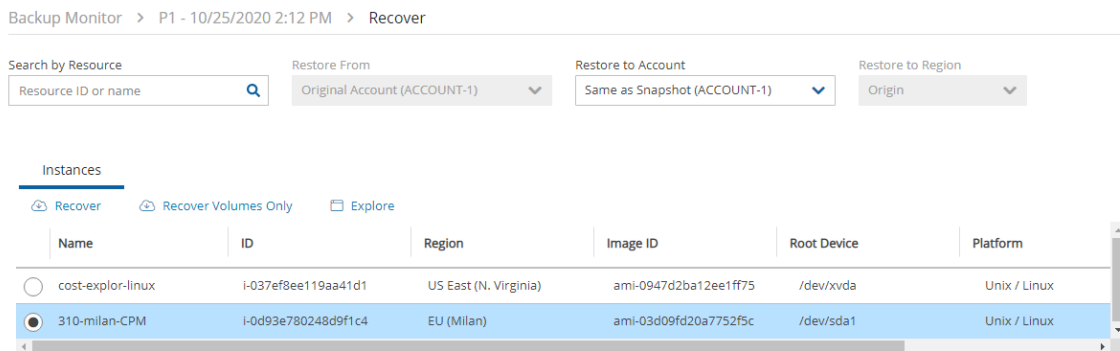 Backup Monitor > P1 - 10/25/2020 2:12 PM > Recover
Search by Resource Restore From Restore to Account Restore to Region
Resource ID or name Original Account (ACCOUNT-1) Same as Snapshot (ACCOUNT-1) Origin
Instances
Recover Recover Volumes Only Explore
Name ID Region Image ID Root Device Platform
cost-explor-linux i-037ef8ee119aa41d1 US East (N. Virginia) ami-0947d2ba12ee1ff75 /dev/xvda Unix / Linux
310-milan-CPM i-0d93e780248d9f1c4 EU (Milan) ami-03d09fd20a7752f5c /dev/sda1 Unix / Linux